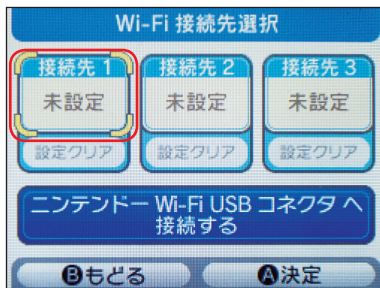 Wi-Fi 接続先選択
接続先 1 接続先 2 接続先 3
未設定 未設定 未設定
設定クリア 設定クリア 設定クリア
ニンテンドー Wi-Fi USB コネクタ へ
接続する
Ⓑもどる Ⓐ決定